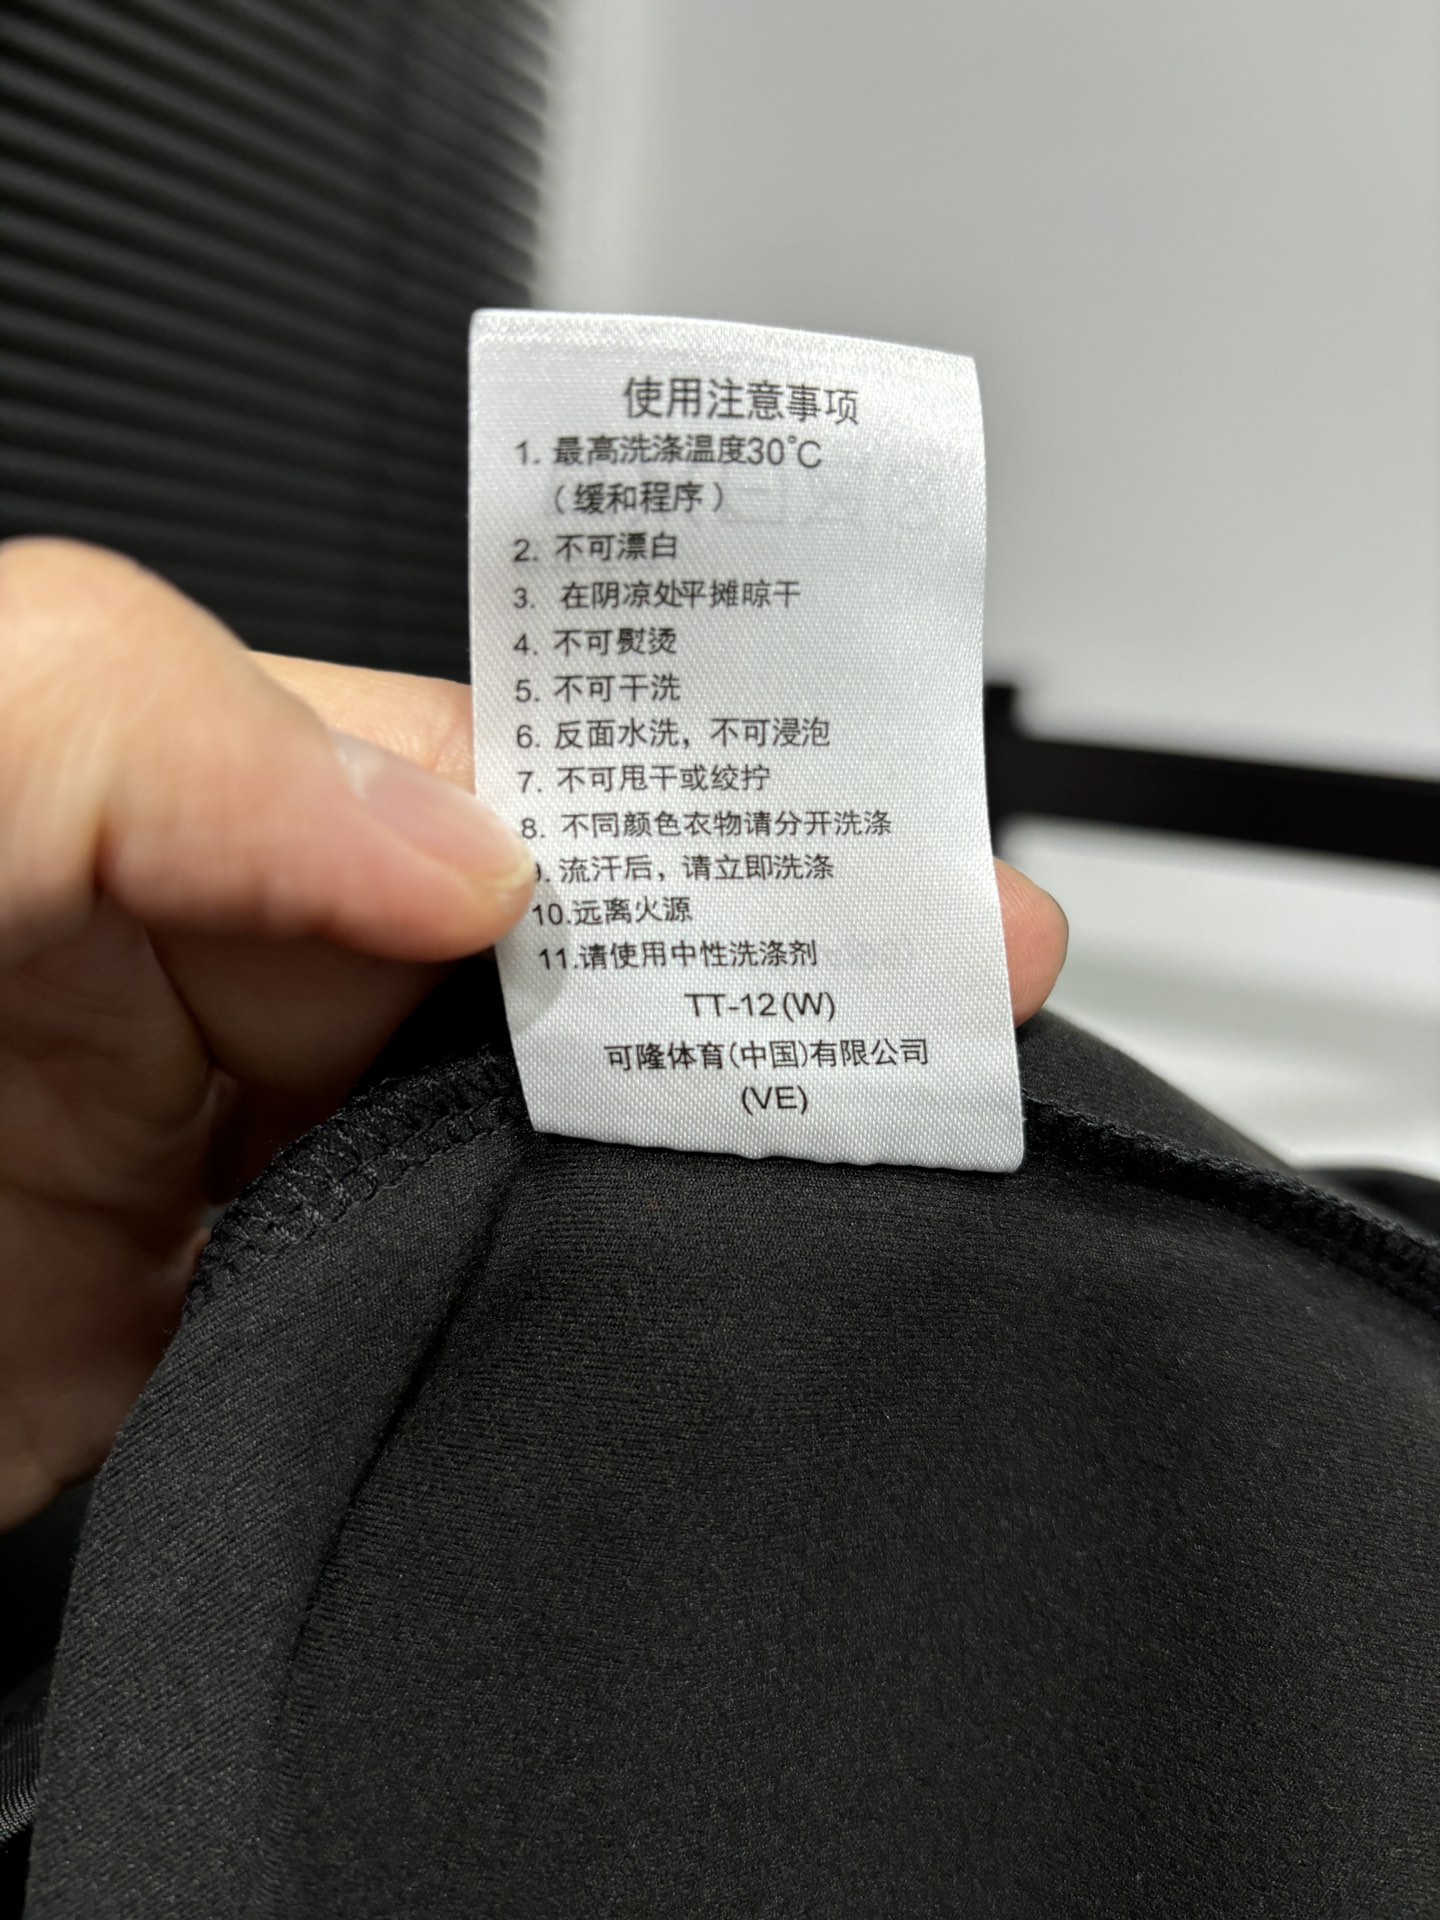 使用注意事项
1. 最高洗涤温度30°C
(缓和程序)
2. 不可漂白
3. 在阴凉处平摊晾干
4. 不可熨烫
5. 不可干洗
6. 反面水洗，不可浸泡
7. 不可甩干或绞拧
8. 不同颜色衣物请分开洗涤
9. 流汗后，请立即洗涤
10.远离火源
11.请使用中性洗涤剂
TT-12(W)
可隆体育(中国)有限公司
(VE)